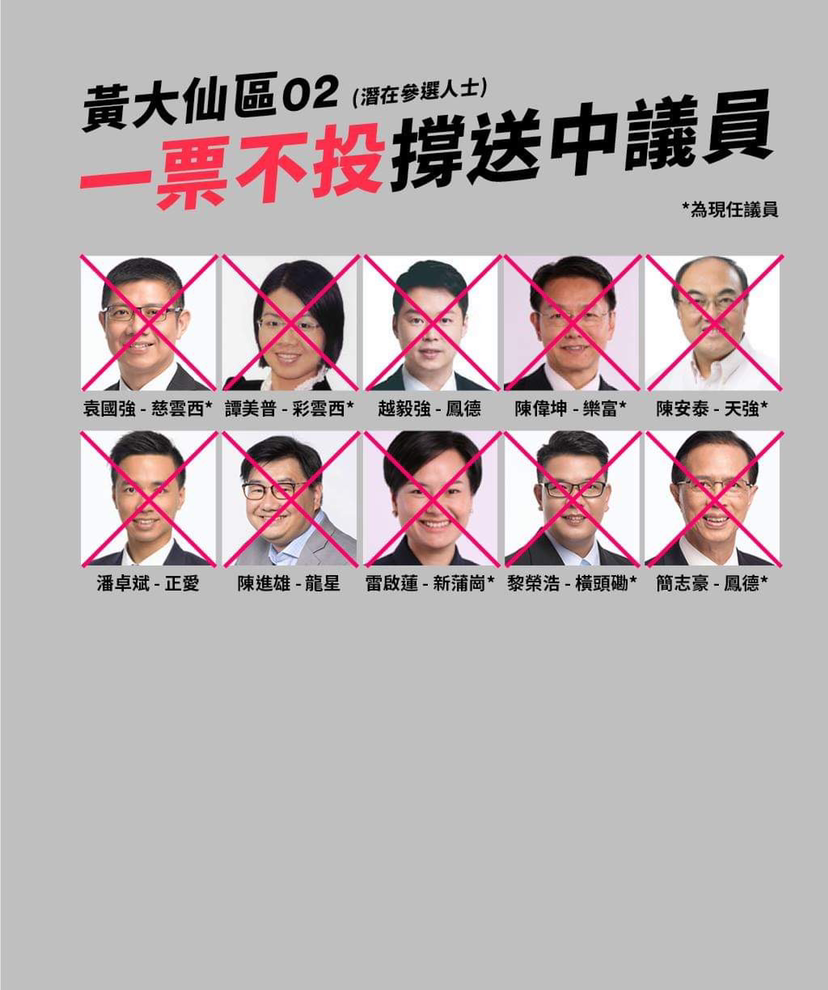 黃大仙區02 (潛在參選人士)
一票不投撐送中議員
*為現任議員
袁國強 - 慈雲西* 譚美普 - 彩雲西* 越毅強 - 鳳德 陳偉坤 - 樂富* 陳安泰 - 天強*
潘卓斌 - 正愛 陳進雄 - 龍星 雷啟蓮 - 新蒲崗* 黎榮浩 - 橫頭磡* 簡志豪 - 鳳德*